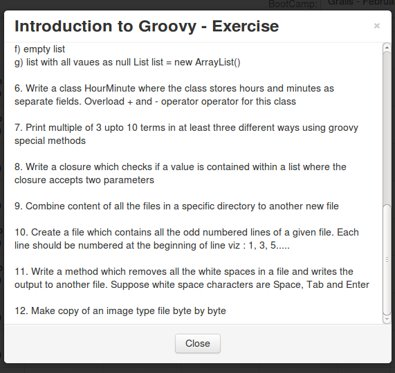 BootCamp: Grails - Februa
Introduction to Groovy - Exercise
×
f) empty list
g) list with all vaues as null List list = new ArrayList()
6. Write a class HourMinute where the class stores hours and minutes as
separate fields. Overload + and - operator operator for this class
7. Print multiple of 3 upto 10 terms in at least three different ways using groovy
special methods
8. Write a closure which checks if a value is contained within a list where the
closure accepts two parameters
9. Combine content of all the files in a specific directory to another new file
10. Create a file which contains all the odd numbered lines of a given file. Each
line should be numbered at the beginning of line viz : 1, 3, 5.....
11. Write a method which removes all the white spaces in a file and writes the
output to another file. Suppose white space characters are Space, Tab and Enter
12. Make copy of an image type file byte by byte
Close